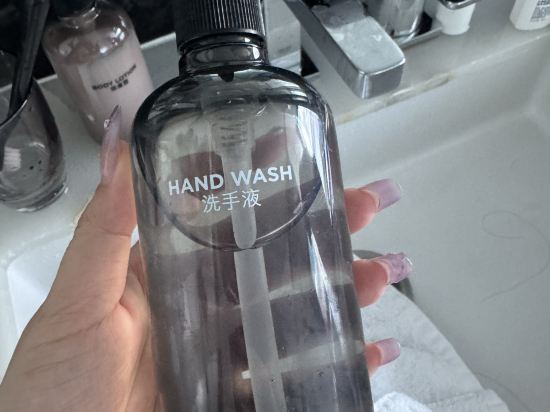 BODY LOTION
HAND WASH
洗手液